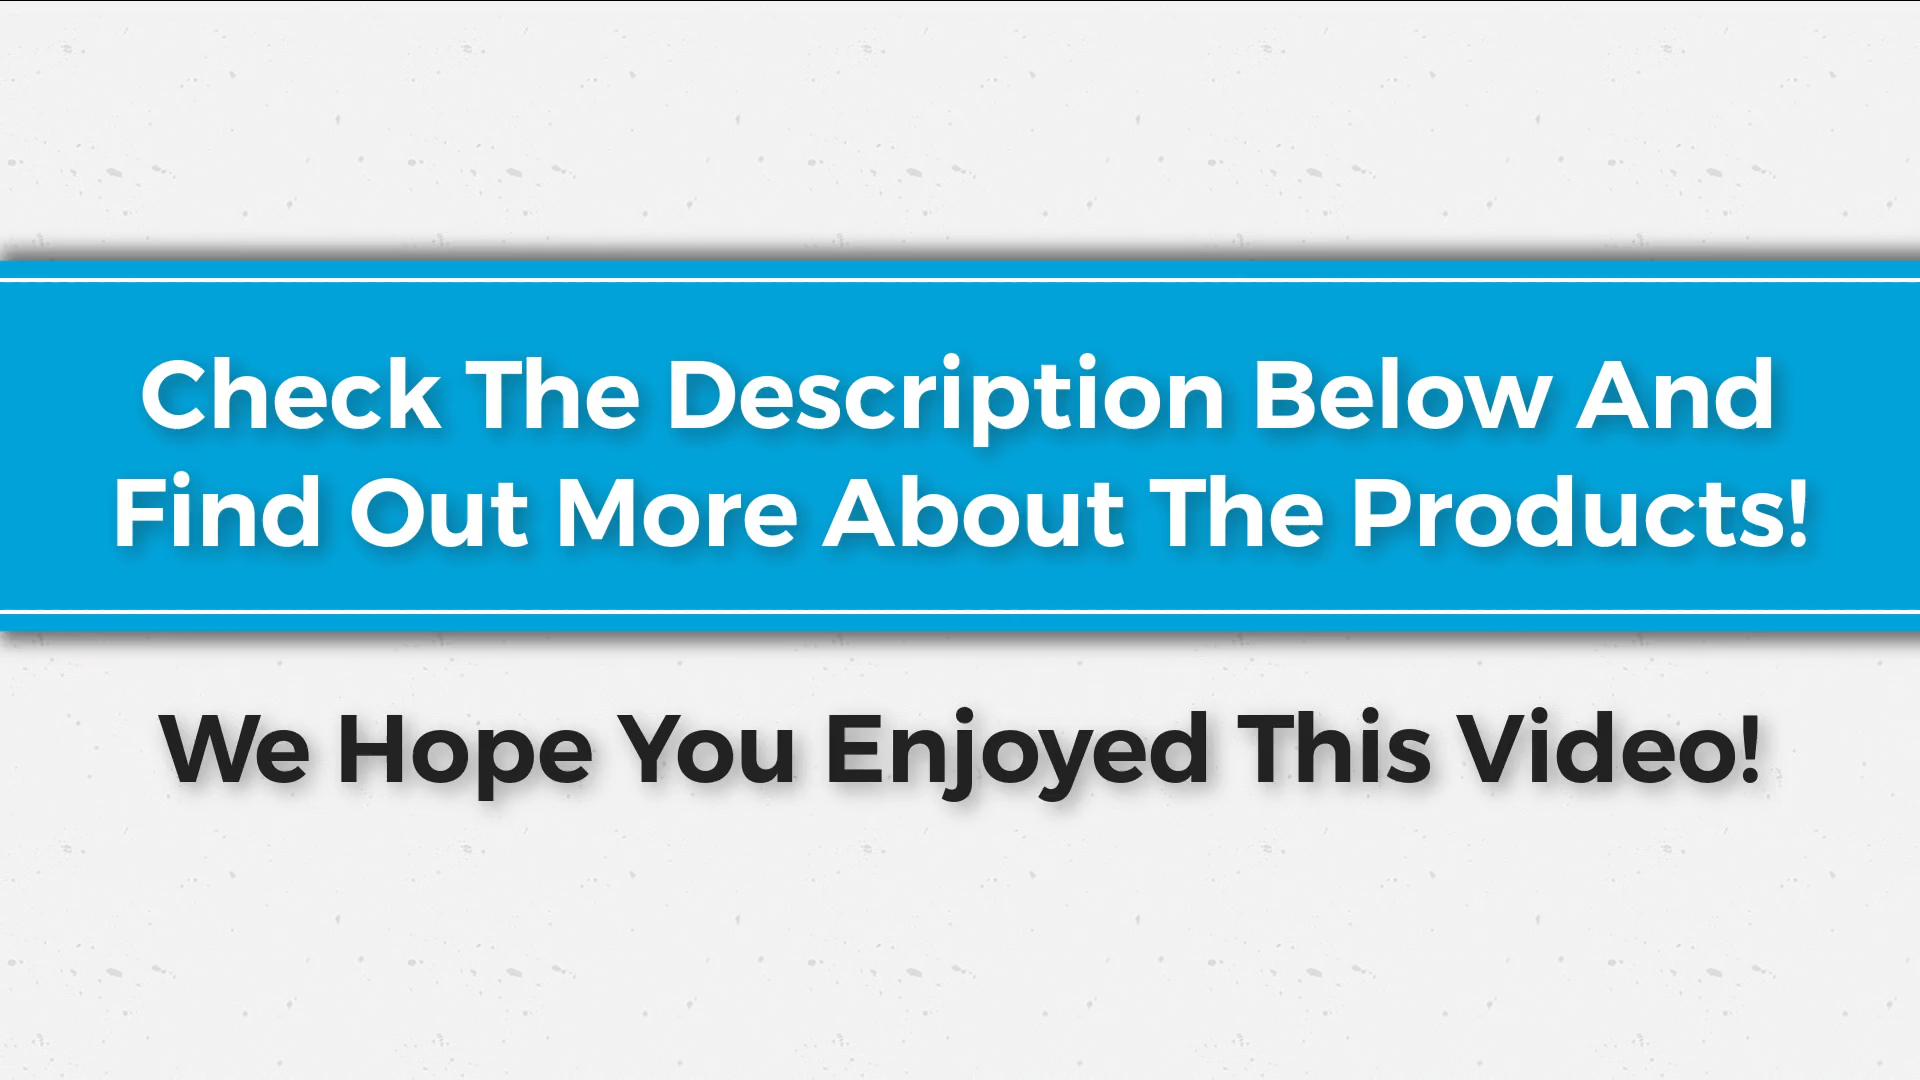 Check The Description Below And
Find Out More About The Products!
We Hope You Enjoyed This Video!